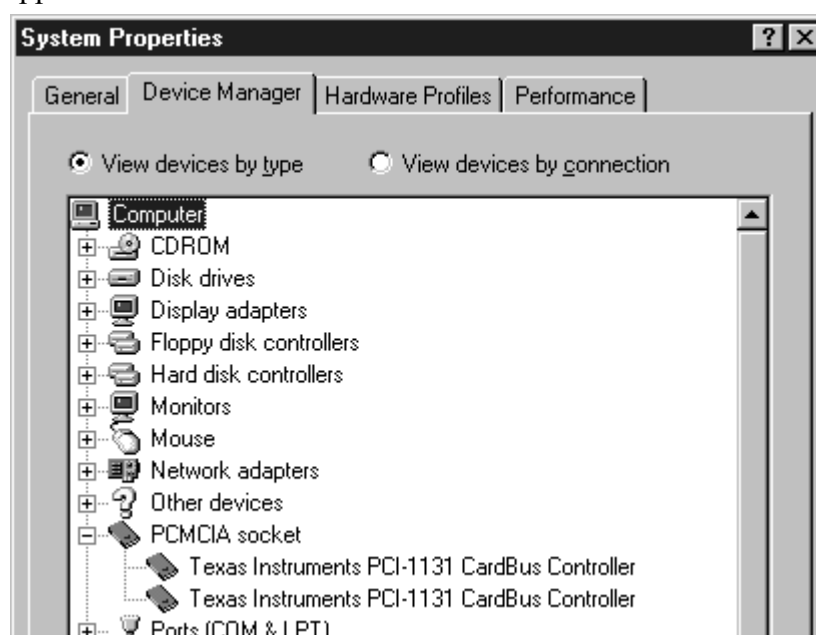 System Properties
General Device Manager Hardware Profiles Performance
View devices by type View devices by connection
Computer
CDROM
Disk drives
Display adapters
Floppy disk controllers
Hard disk controllers
Monitors
Mouse
Network adapters
Other devices
PCMCIA socket
Texas Instruments PCI-1131 CardBus Controller
Texas Instruments PCI-1131 CardBus Controller
Ports (COM & LPT)